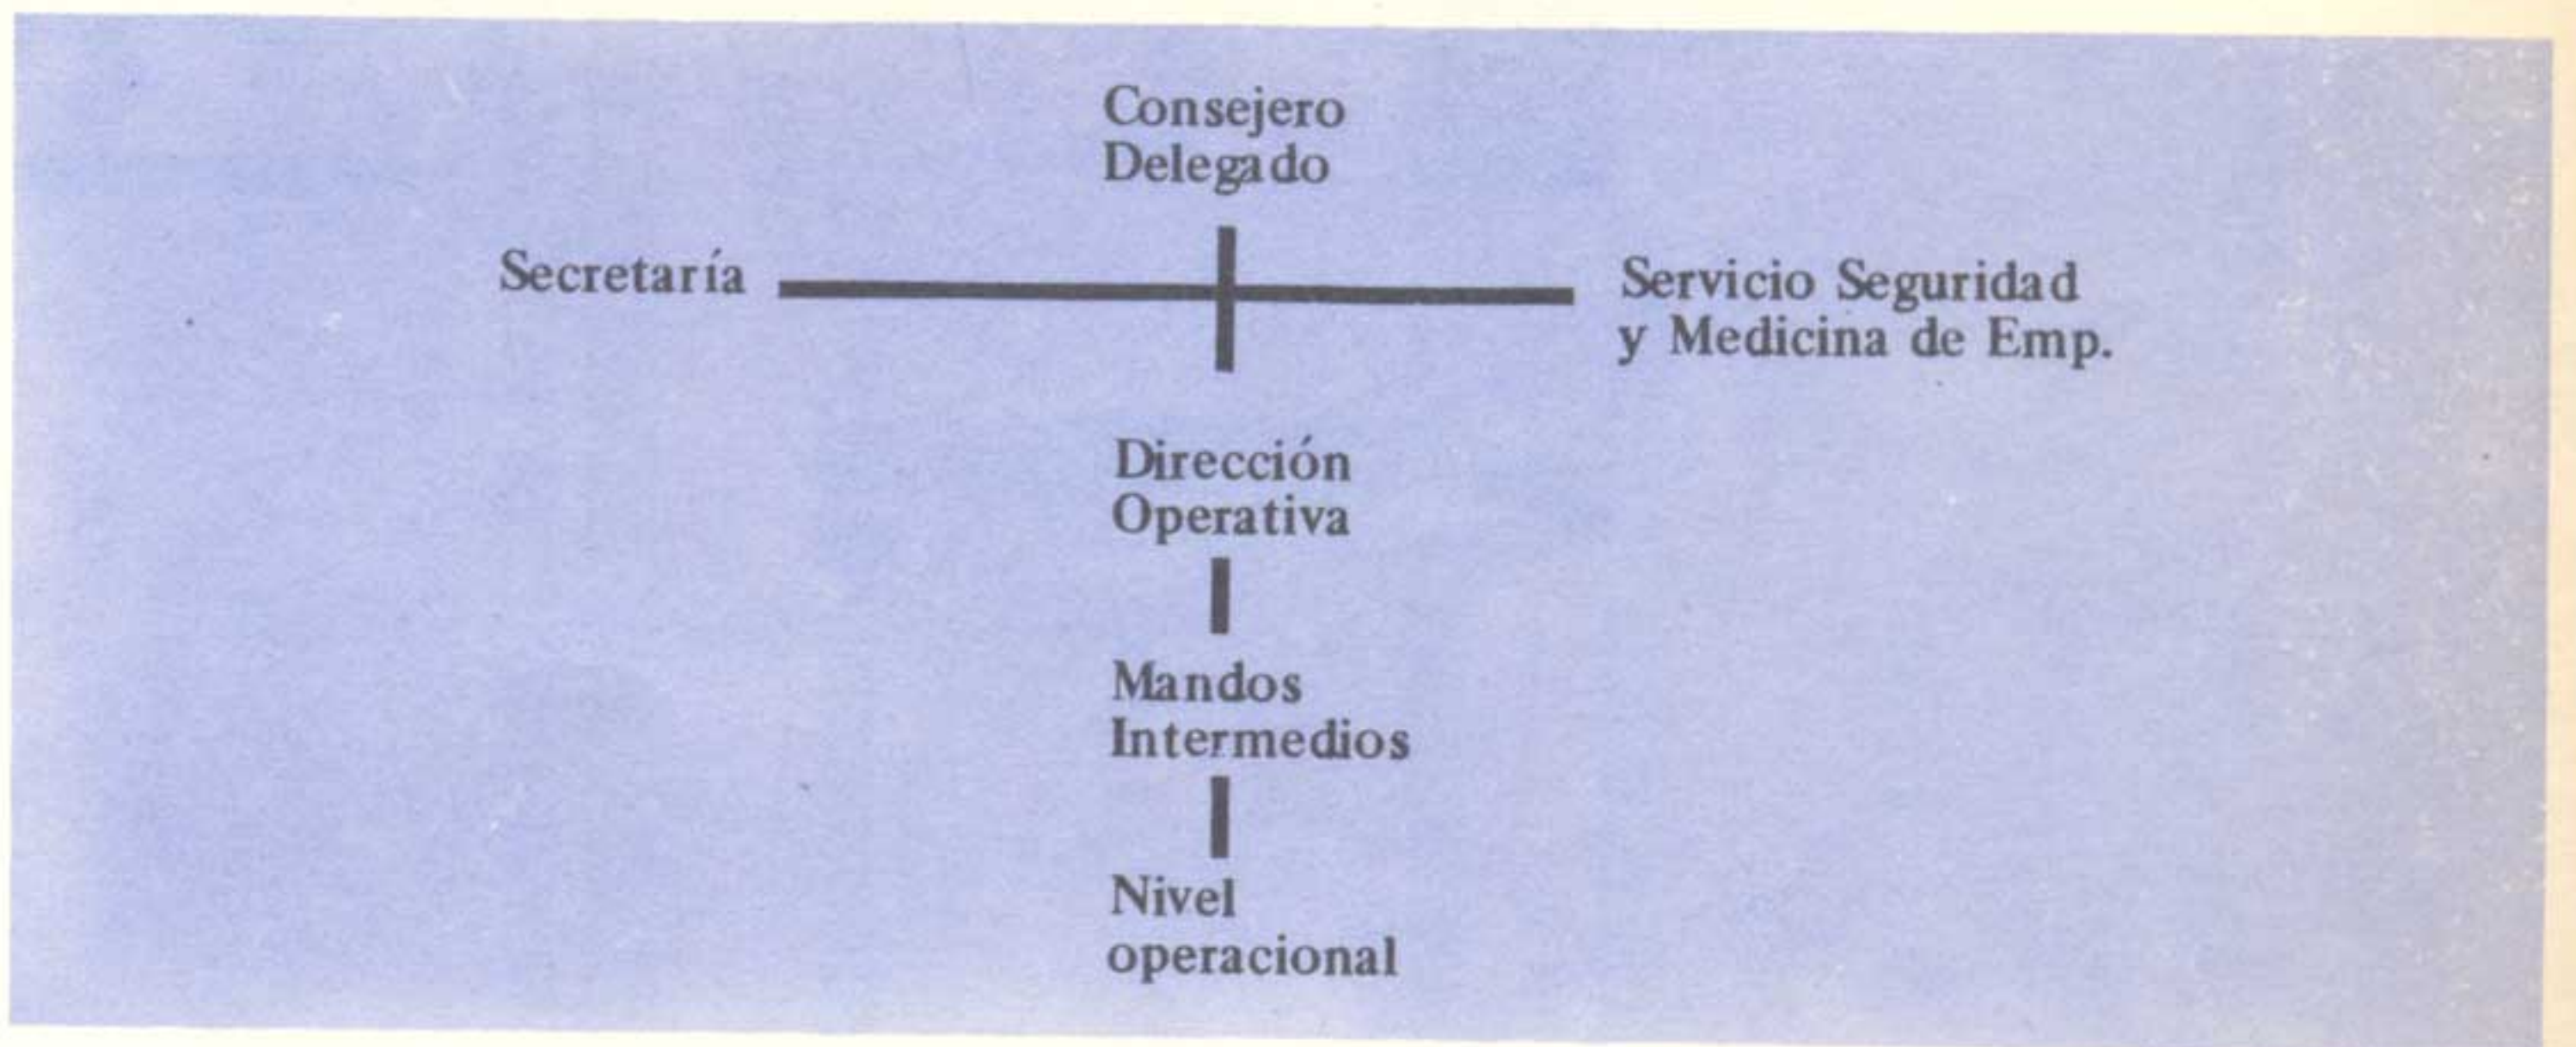 Consejero
Delegado
Secretaría
Servicio Seguridad
y Medicina de Emp.
Dirección
Operativa
Mandos
Intermedios
Nivel
operacional